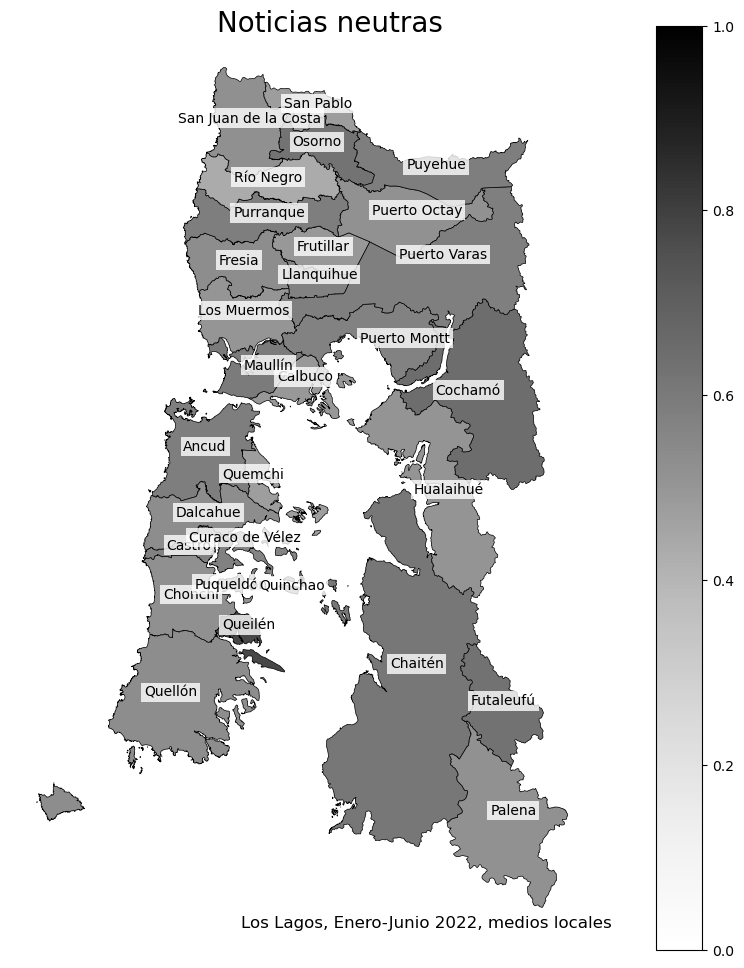 Noticias neutras
1.0
San Pablo
San Juan de la Costa
Osorno
Puyehue
Río Negro
0.8
Purranque
Puerto Octay
Frutillar
Puerto Varas
Fresia
Llanquihue
Los Muermos
Puerto Montt
Maullín
Calbuco
Cochamó
0.6
Ancud
Quemchi
Hualaihué
Dalcahue
Curaco de Vélez
Castro
0.4
Puqueldó
Quinchao
Chonchi
Queilén
Chaitén
Quellón
Futaleufú
0.2
Palena
Los Lagos, Enero-Junio 2022, medios locales
0.0